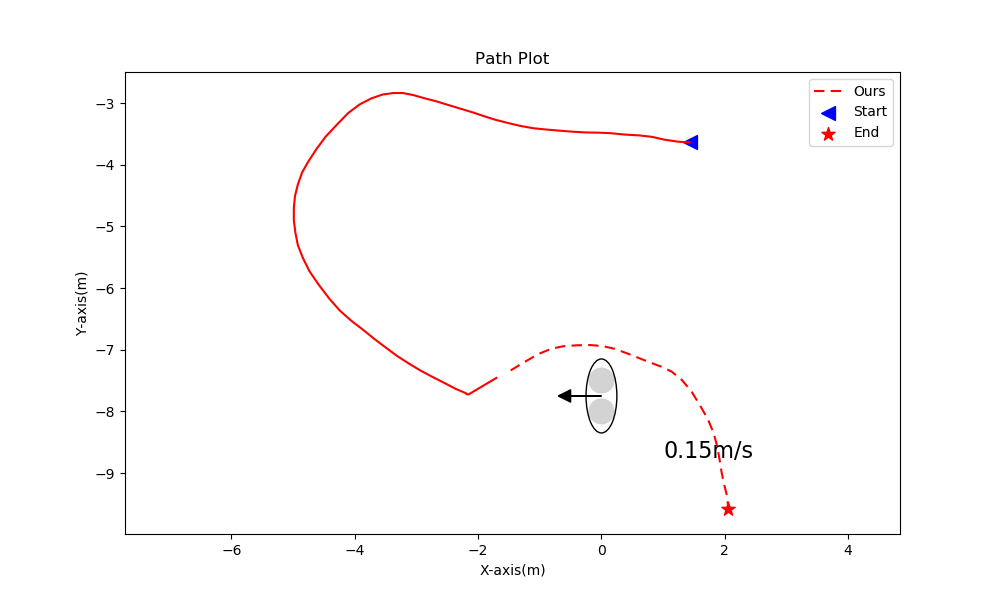 Path Plot
Ours
Start
End
−3
−4
−5
−6
−7
−8
−9
Y-axis(m)
0.15m/s
−6
−4
−2
0
2
4
X-axis(m)